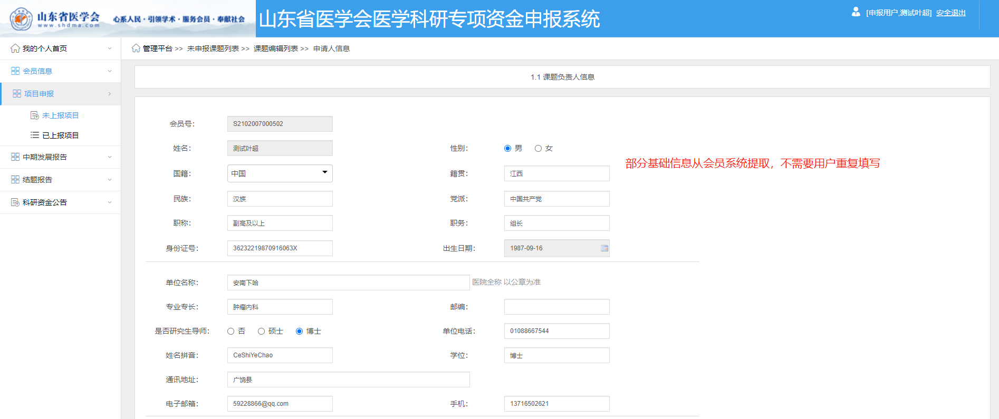 山东省医学会
www.shdma.com
心系人民·引领学术·服务会员·奉献社会
山东省医学会医学科研专项资金申报系统
[申报用户,测试叶超] 安全退出
我的个人首页
会员信息
项目申报
未上报项目
已上报项目
中期发展报告
结题报告
科研资金公告
管理平台 >> 未申报课题列表 >> 课题编辑列表 >> 申请人信息
1.1 课题负责人信息
会员号： S2102007000502
姓名： 测试叶超 性别： 男 女
部分基础信息从会员系统提取，不需要用户重复填写
国籍： 中国 籍贯： 江西
民族： 汉族 党派： 中国共产党
职称： 副高及以上 职务： 组长
身份证号： 36232219870916063X 出生日期： 1987-09-16
单位名称： 安南下哈 医院全称 以公章为准
专业专长： 肿瘤内科 邮编：
是否研究生导师： 否 硕士 博士 单位电话： 01088667544
姓名拼音： CeShiYeChao 学位： 博士
通讯地址： 广饶县
电子邮箱： 59228866@qq.com 手机： 13716502621